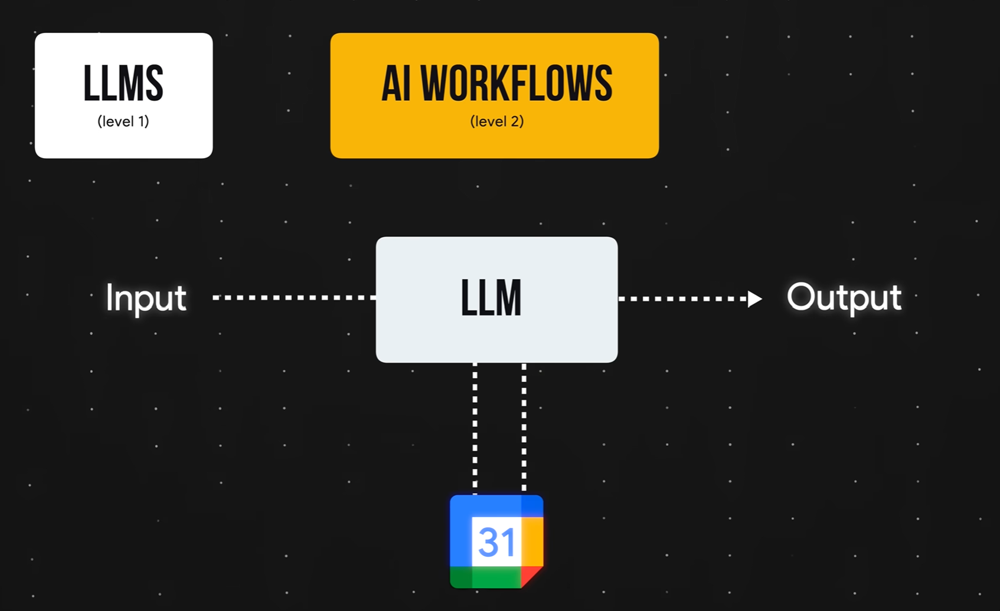 LLMS
(level 1)
AI WORKFLOWS
(level 2)
Input
LLM
Output
31